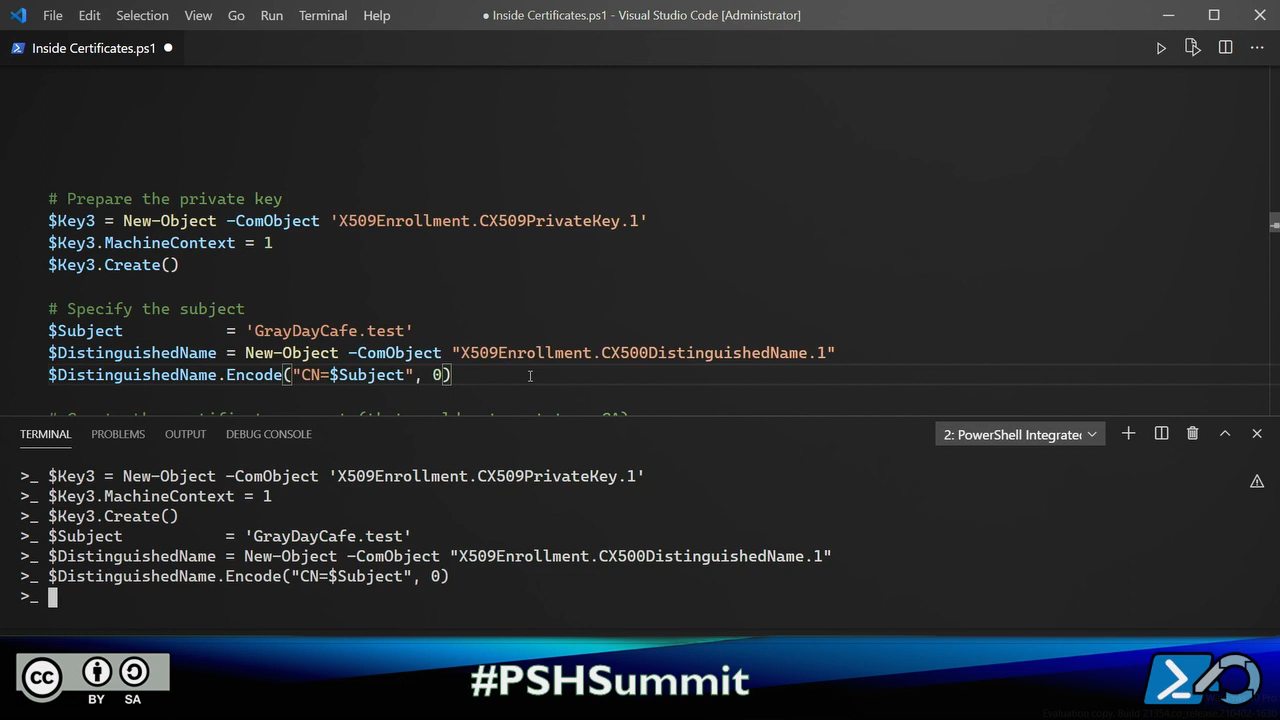 File Edit Selection View Go Run Terminal Help
● Inside Certificates.ps1 - Visual Studio Code [Administrator]
Inside Certificates.ps1 ●
# Prepare the private key
$Key3 = New-Object -ComObject 'X509Enrollment.CX509PrivateKey.1'
$Key3.MachineContext = 1
$Key3.Create()
# Specify the subject
$Subject           = 'GrayDayCafe.test'
$DistinguishedName = New-Object -ComObject "X509Enrollment.CX500DistinguishedName.1"
$DistinguishedName.Encode("CN=$Subject", 0)
TERMINAL PROBLEMS OUTPUT DEBUG CONSOLE
2: PowerShell Integrated
>_ $Key3 = New-Object -ComObject 'X509Enrollment.CX509PrivateKey.1'
>_ $Key3.MachineContext = 1
>_ $Key3.Create()
>_ $Subject           = 'GrayDayCafe.test'
>_ $DistinguishedName = New-Object -ComObject "X509Enrollment.CX500DistinguishedName.1"
>_ $DistinguishedName.Encode("CN=$Subject", 0)
>_
CC BY SA
#PSHSummit